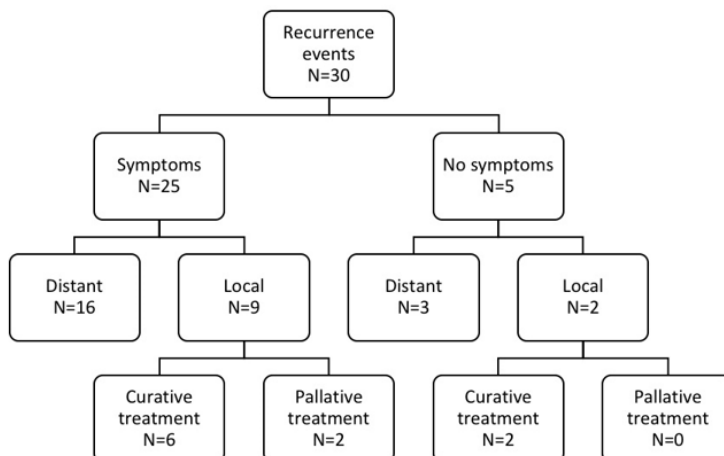 Recurrence
events
N=30
Symptoms
N=25
No symptoms
N=5
Distant
N=16
Local
N=9
Distant
N=3
Local
N=2
Curative
treatment
N=6
Pallative
treatment
N=2
Curative
treatment
N=2
Pallative
treatment
N=0